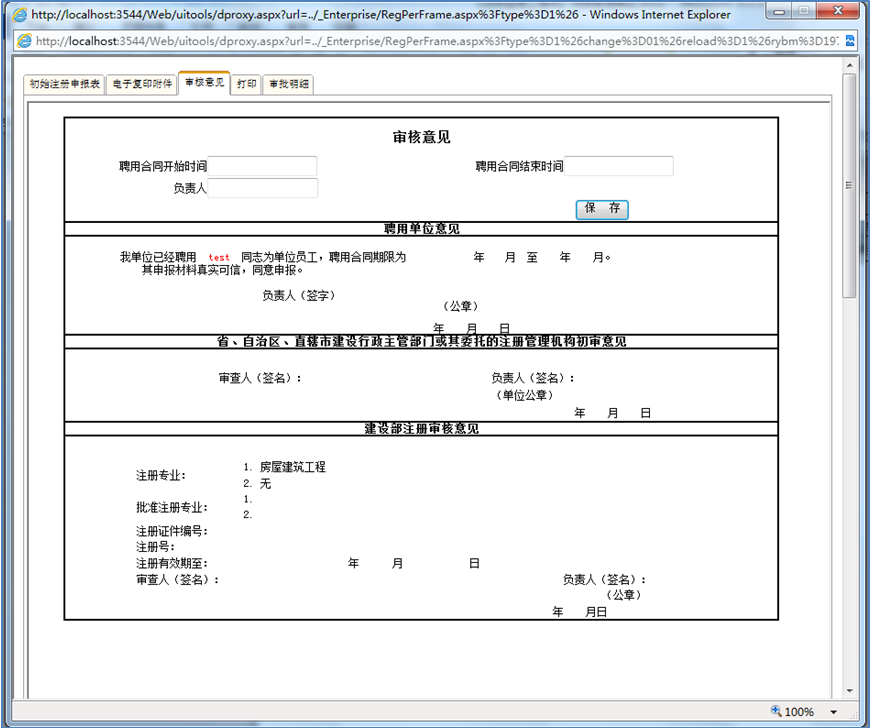 http://localhost:3544/Web/uitools/dproxy.aspx?url=../_Enterprise/RegPerFrame.aspx%3Ftype%3D1%26 - Windows Internet Explorer
http://localhost:3544/Web/uitools/dproxy.aspx?url=../_Enterprise/RegPerFrame.aspx%3Ftype%3D1%26change%3D01%26reload%3D1%26rybm%3D197
初始注册申报表 电子复印附件 审核意见 打印 审批明细
审核意见
聘用合同开始时间 聘用合同结束时间
负责人
保 存
聘用单位意见
我单位已经聘用 test 同志为单位员工，聘用合同期限为 年 月 至 年 月。
其申报材料真实可信，同意申报。
负责人（签字）
（公章）
年 月 日
省、自治区、直辖市建设行政主管部门或其委托的注册管理机构初审意见
审查人（签名）： 负责人（签名）：
（单位公章）
年 月 日
建设部注册审核意见
注册专业： 1. 房屋建筑工程
2. 无
批准注册专业： 1.
2.
注册证件编号：
注册号：
注册有效期至： 年 月 日
审查人（签名）： 负责人（签名）：
（公章）
年 月日
100%